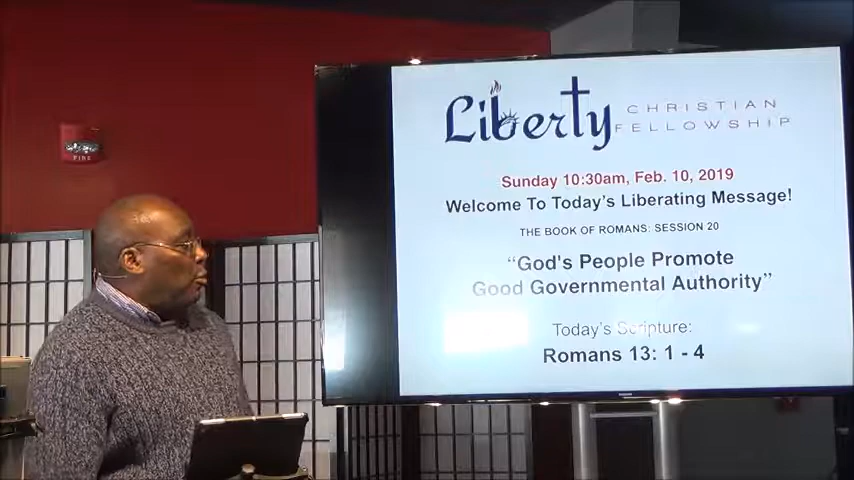 FIRE
Liberty CHRISTIAN
FELLOWSHIP
Sunday 10:30am, Feb. 10, 2019
Welcome To Today's Liberating Message!
THE BOOK OF ROMANS: SESSION 20
“God's People Promote
Good Governmental Authority”
Today's Scripture:
Romans 13: 1 - 4